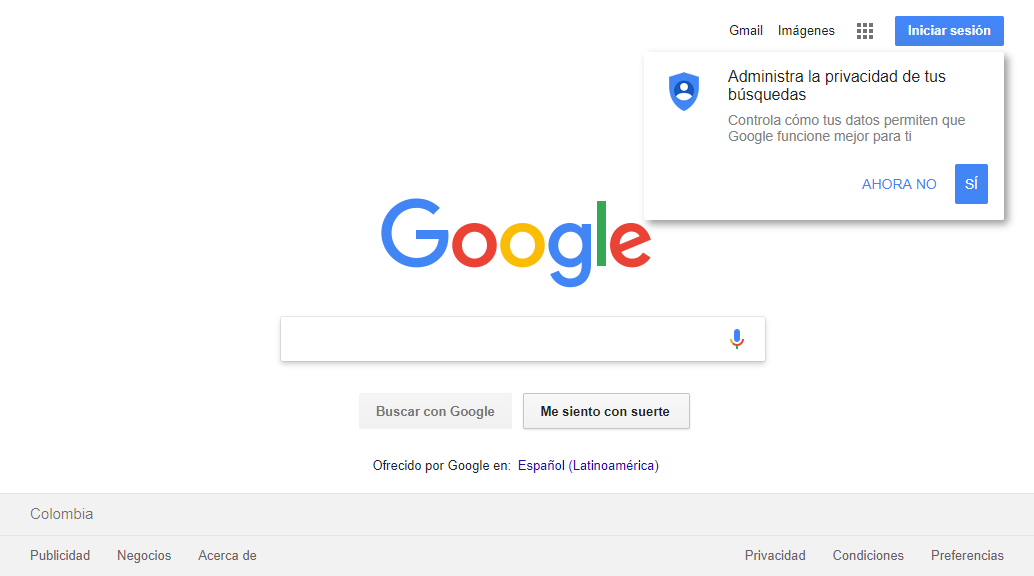 Gmail Imágenes Iniciar sesión
Administra la privacidad de tus
búsquedas
Controla cómo tus datos permiten que
Google funcione mejor para ti
AHORA NO SÍ
Google
Buscar con Google Me siento con suerte
Ofrecido por Google en: Español (Latinoamérica)
Colombia
Publicidad Negocios Acerca de Privacidad Condiciones Preferencias